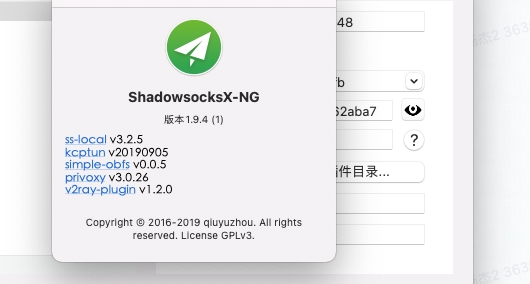 48
ShadowsocksX-NG
版本1.9.4 (1)
fb
ss-local v3.2.5
62aba7
kcptun v20190905
simple-obfs v0.0.5
?
privoxy v3.0.26
件目录...
v2ray-plugin v1.2.0
Copyright © 2016-2019 qiuyuzhou. All rights
reserved. License GPLv3.